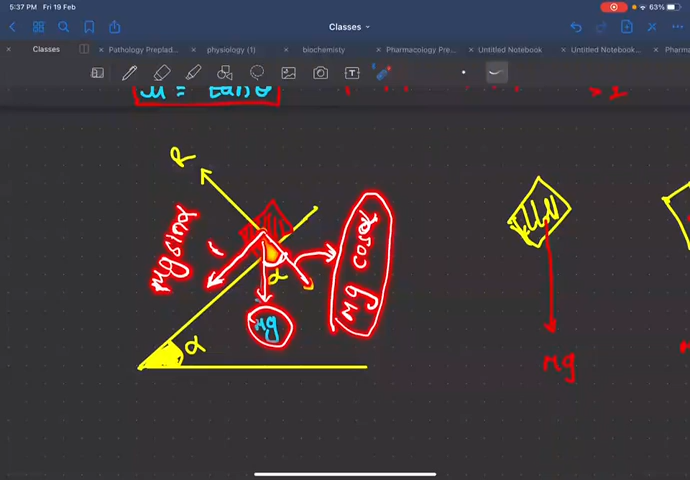 5:37 PM Fri 19 Feb
63%
Classes
Classes
Pathology Preplad...
physiology (1)
biochemisty
Pharmacology Pre...
Untitled Notebook
Untitled Notebook...
Pharma
μ = tanθ
R
mg sinα
mg cosα
α
mg
α
mg